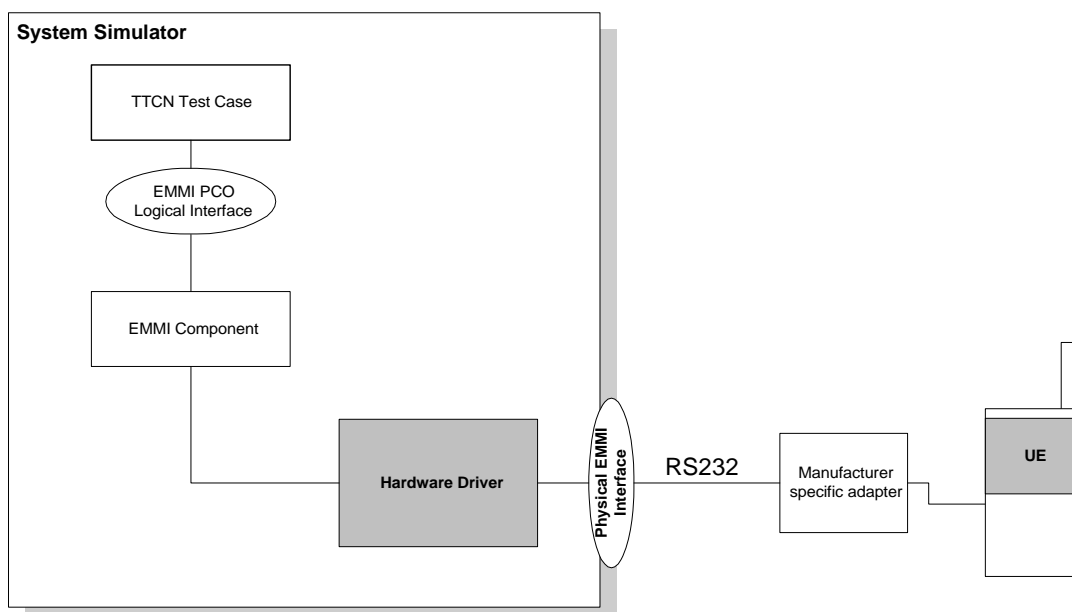 System Simulator
TTCN Test Case
EMMI PCO
Logical Interface
EMMI Component
Hardware Driver
Physical EMMI
Interface
RS232
Manufacturer
specific adapter
UE